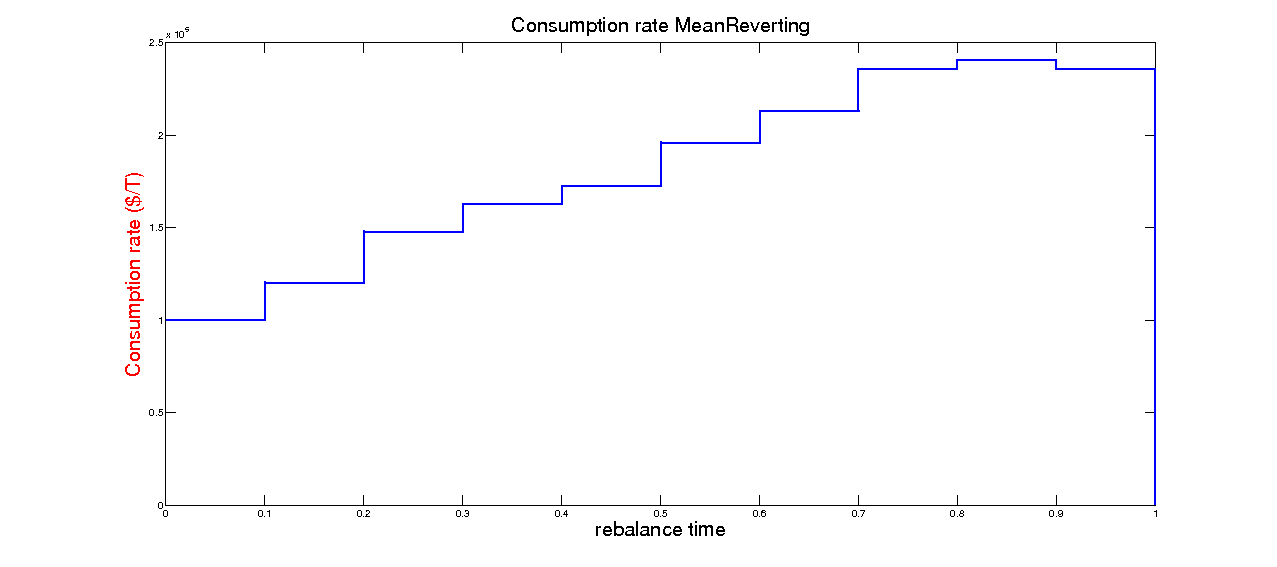 Consumption rate MeanReverting
x 10^5
2.5
2
1.5
1
0.5
0
Consumption rate ($/T)
0 0.1 0.2 0.3 0.4 0.5 0.6 0.7 0.8 0.9 1
rebalance time